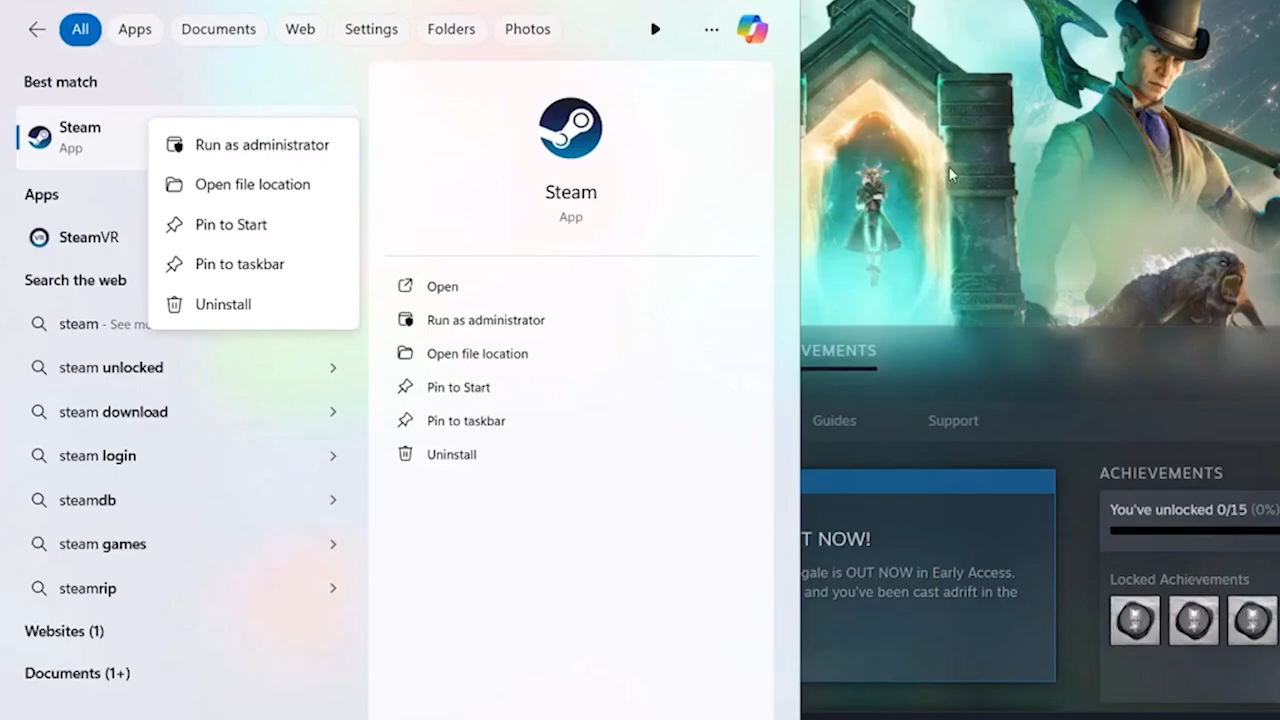 All
Apps
Documents
Web
Settings
Folders
Photos
Best match
Steam
App
Apps
SteamVR
Search the web
steam - See mo
steam unlocked
steam download
steam login
steamdb
steam games
steamrip
Websites (1)
Documents (1+)
Run as administrator
Open file location
Pin to Start
Pin to taskbar
Uninstall
Steam
App
Open
Run as administrator
Open file location
Pin to Start
Pin to taskbar
Uninstall
VEMENTS
Guides
Support
T NOW!
gale is OUT NOW in Early Access.
and you've been cast adrift in the
ACHIEVEMENTS
You've unlocked 0/15 (0%)
Locked Achievements